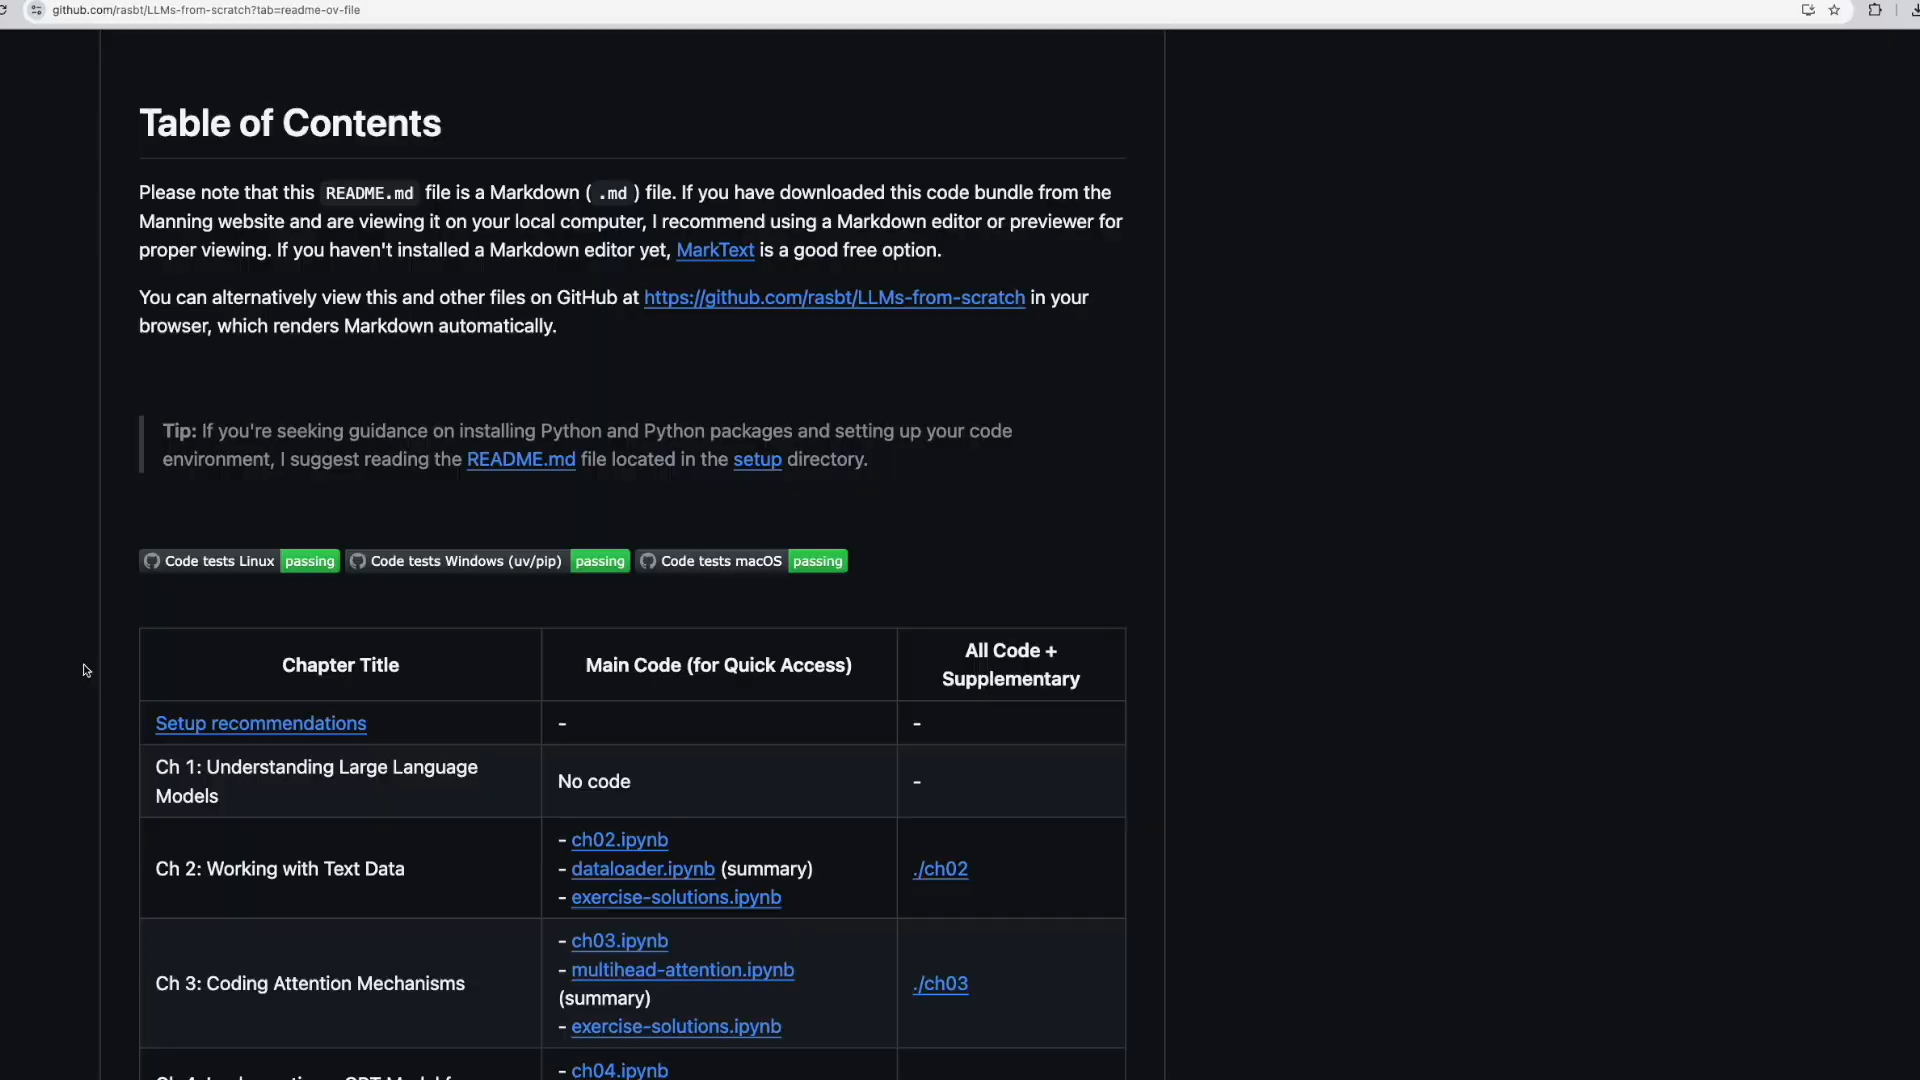 github.com/rasbt/LLMs-from-scratch?tab=readme-ov-file
Table of Contents
Please note that this README.md file is a Markdown ( .md ) file. If you have downloaded this code bundle from the
Manning website and are viewing it on your local computer, I recommend using a Markdown editor or previewer for
proper viewing. If you haven't installed a Markdown editor yet, MarkText is a good free option.
You can alternatively view this and other files on GitHub at https://github.com/rasbt/LLMs-from-scratch in your
browser, which renders Markdown automatically.
Tip: If you're seeking guidance on installing Python and Python packages and setting up your code
environment, I suggest reading the README.md file located in the setup directory.
Code tests Linux passing Code tests Windows (uv/pip) passing Code tests macOS passing
Chapter Title
Main Code (for Quick Access)
All Code +
Supplementary
Setup recommendations
-
-
Ch 1: Understanding Large Language
Models
No code
-
Ch 2: Working with Text Data
- ch02.ipynb
- dataloader.ipynb (summary)
- exercise-solutions.ipynb
./ch02
Ch 3: Coding Attention Mechanisms
- ch03.ipynb
- multihead-attention.ipynb
(summary)
- exercise-solutions.ipynb
./ch03
- ch04.ipynb